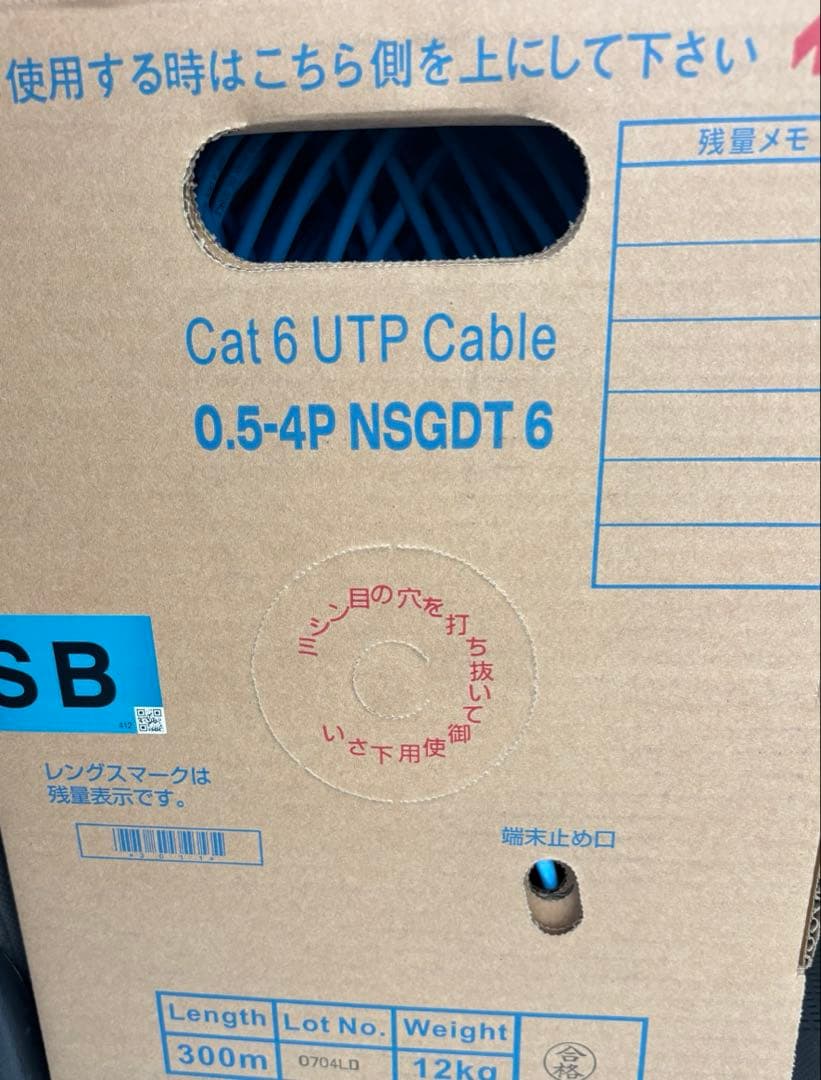 使用する時はこちら側を上にして下さい
残量メモ
Cat 6 UTP Cable
0.5-4P NSGDT 6
ミシン目の穴を打ち抜いて御使用下さい
SB
412
レングスマークは
残量表示です。
端末止め口
Length Lot No. Weight
300m 0704LD 12kg
合格